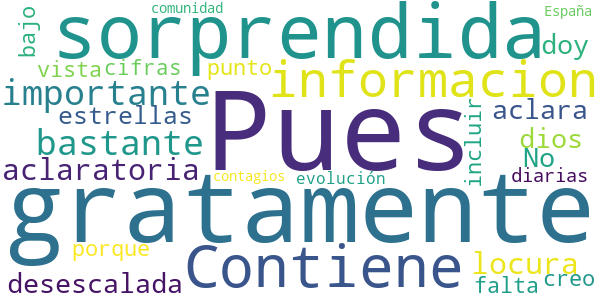 comunidad
España
bajo
sorprendida
doy
vista
cifras
punto
informacion
importante
Pues
estrellas
incluir
aclara
bastante
dios
No
aclaratoria
contagios
evolución
diarias
gratamente
porque
Contiene
locura
desescalada
falta
creo